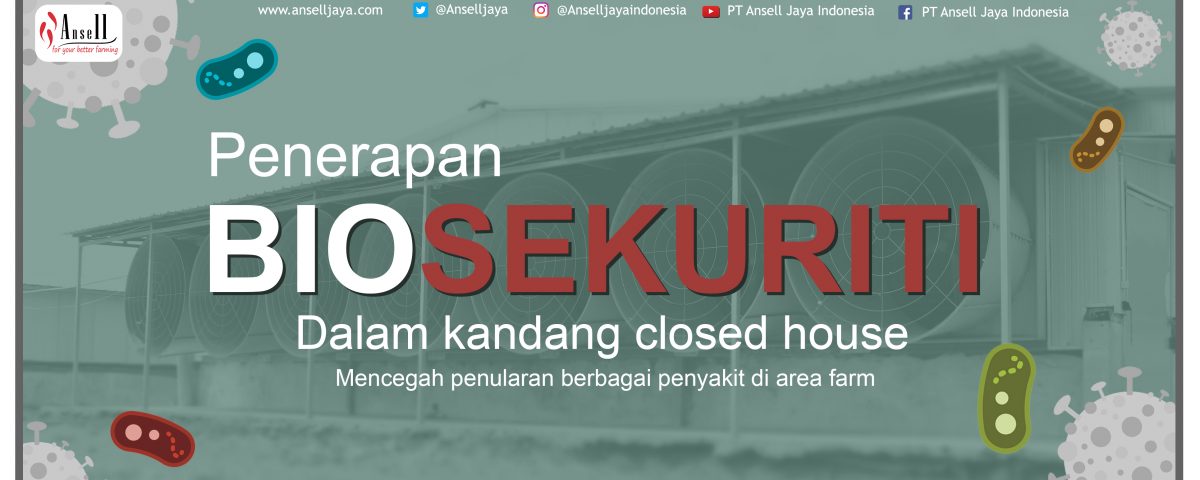 Ansell
for your better farming
www.anselljaya.com @Anselljaya @Anselljayaindonesia PT Ansell Jaya Indonesia PT Ansell Jaya Indonesia
Penerapan
BIOSEKURITI
Dalam kandang closed house
Mencegah penularan berbagai penyakit di area farm